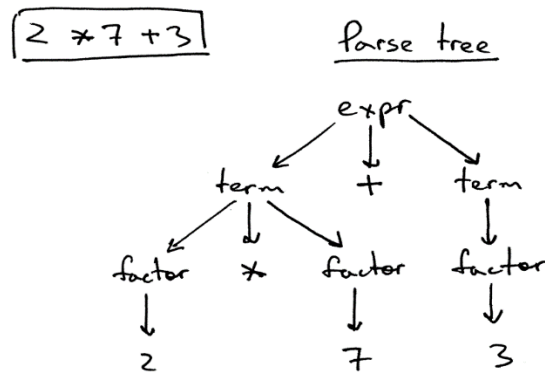 2 * 7 + 3
Parse tree
expr
term + term
factor * factor factor
2 7 3